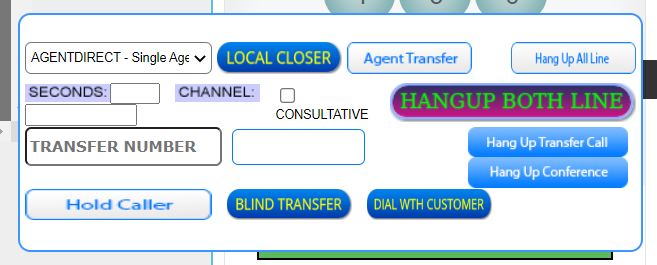 AGENTDIRECT - Single Age
LOCAL CLOSER
Agent Transfer
Hang Up All Line
SECONDS:
CHANNEL:
CONSULTATIVE
HANGUP BOTH LINE
TRANSFER NUMBER
Hang Up Transfer Call
Hang Up Conference
Hold Caller
BLIND TRANSFER
DIAL WTH CUSTOMER